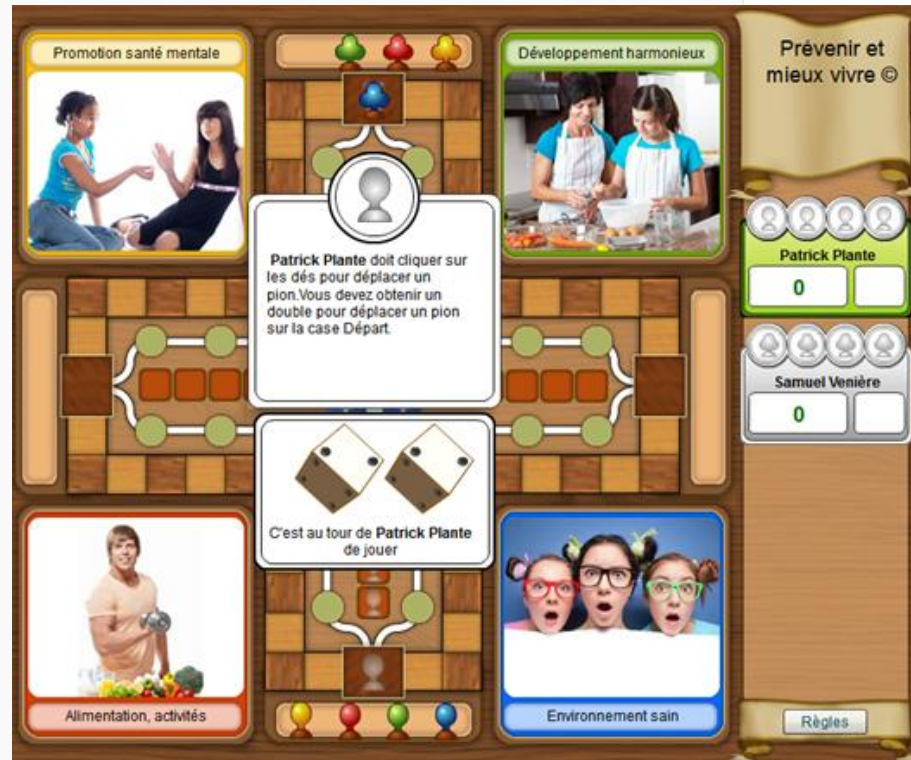 Promotion santé mentale
Développement harmonieux
Prévenir et
mieux vivre ©
Patrick Plante doit cliquer sur
les dés pour déplacer un
pion.Vous devez obtenir un
double pour déplacer un pion
sur la case Départ.
Patrick Plante
0
Samuel Venière
0
C'est au tour de Patrick Plante
de jouer
Alimentation, activités
Environnement sain
Règles